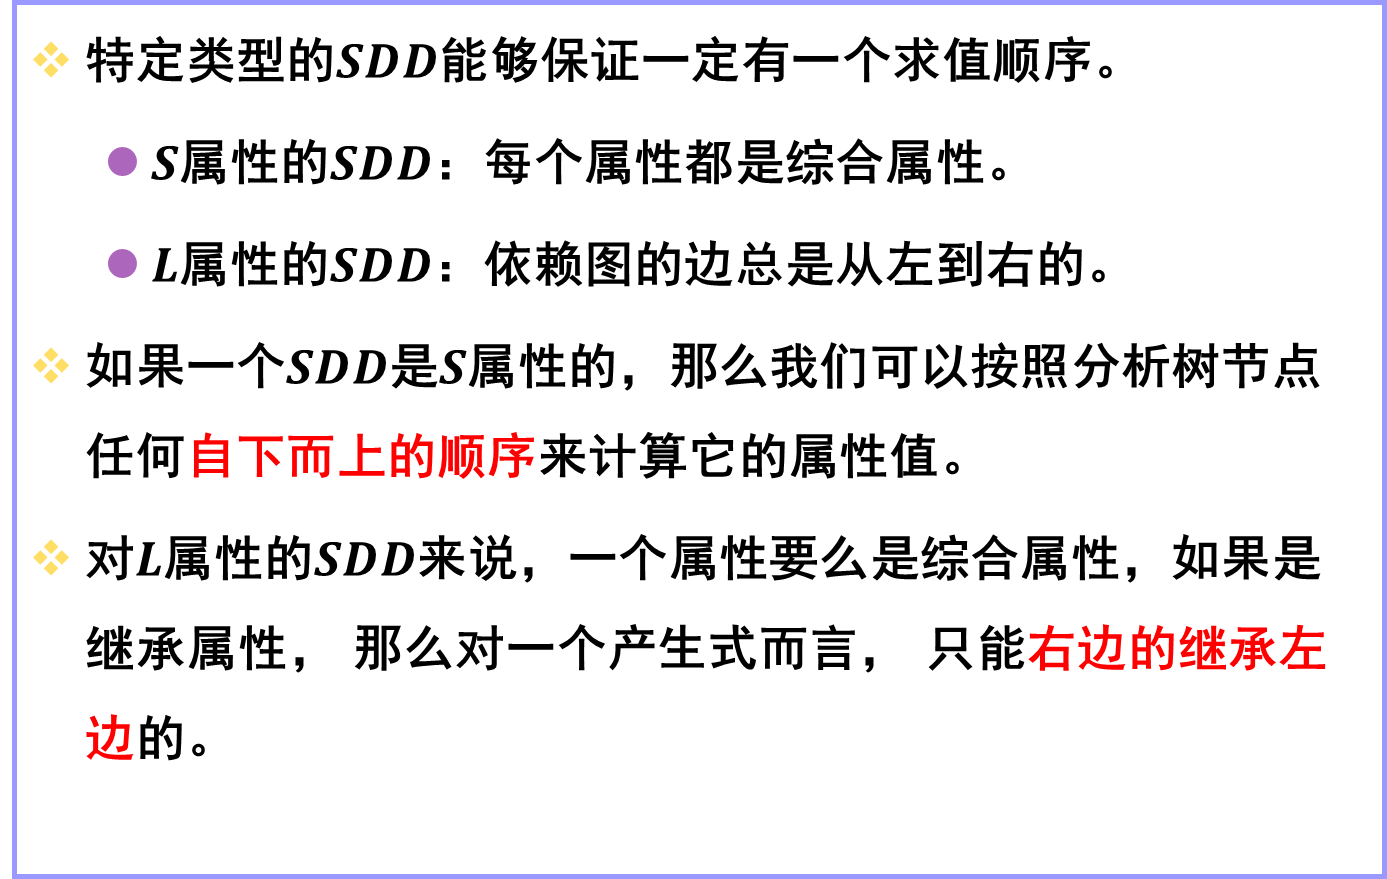 特定类型的SDD能够保证一定有一个求值顺序。
S属性的SDD：每个属性都是综合属性。
L属性的SDD：依赖图的边总是从左到右的。
如果一个SDD是S属性的，那么我们可以按照分析树节点
任何自下而上的顺序来计算它的属性值。
对L属性的SDD来说，一个属性要么是综合属性，如果是
继承属性， 那么对一个产生式而言， 只能右边的继承左
边的。